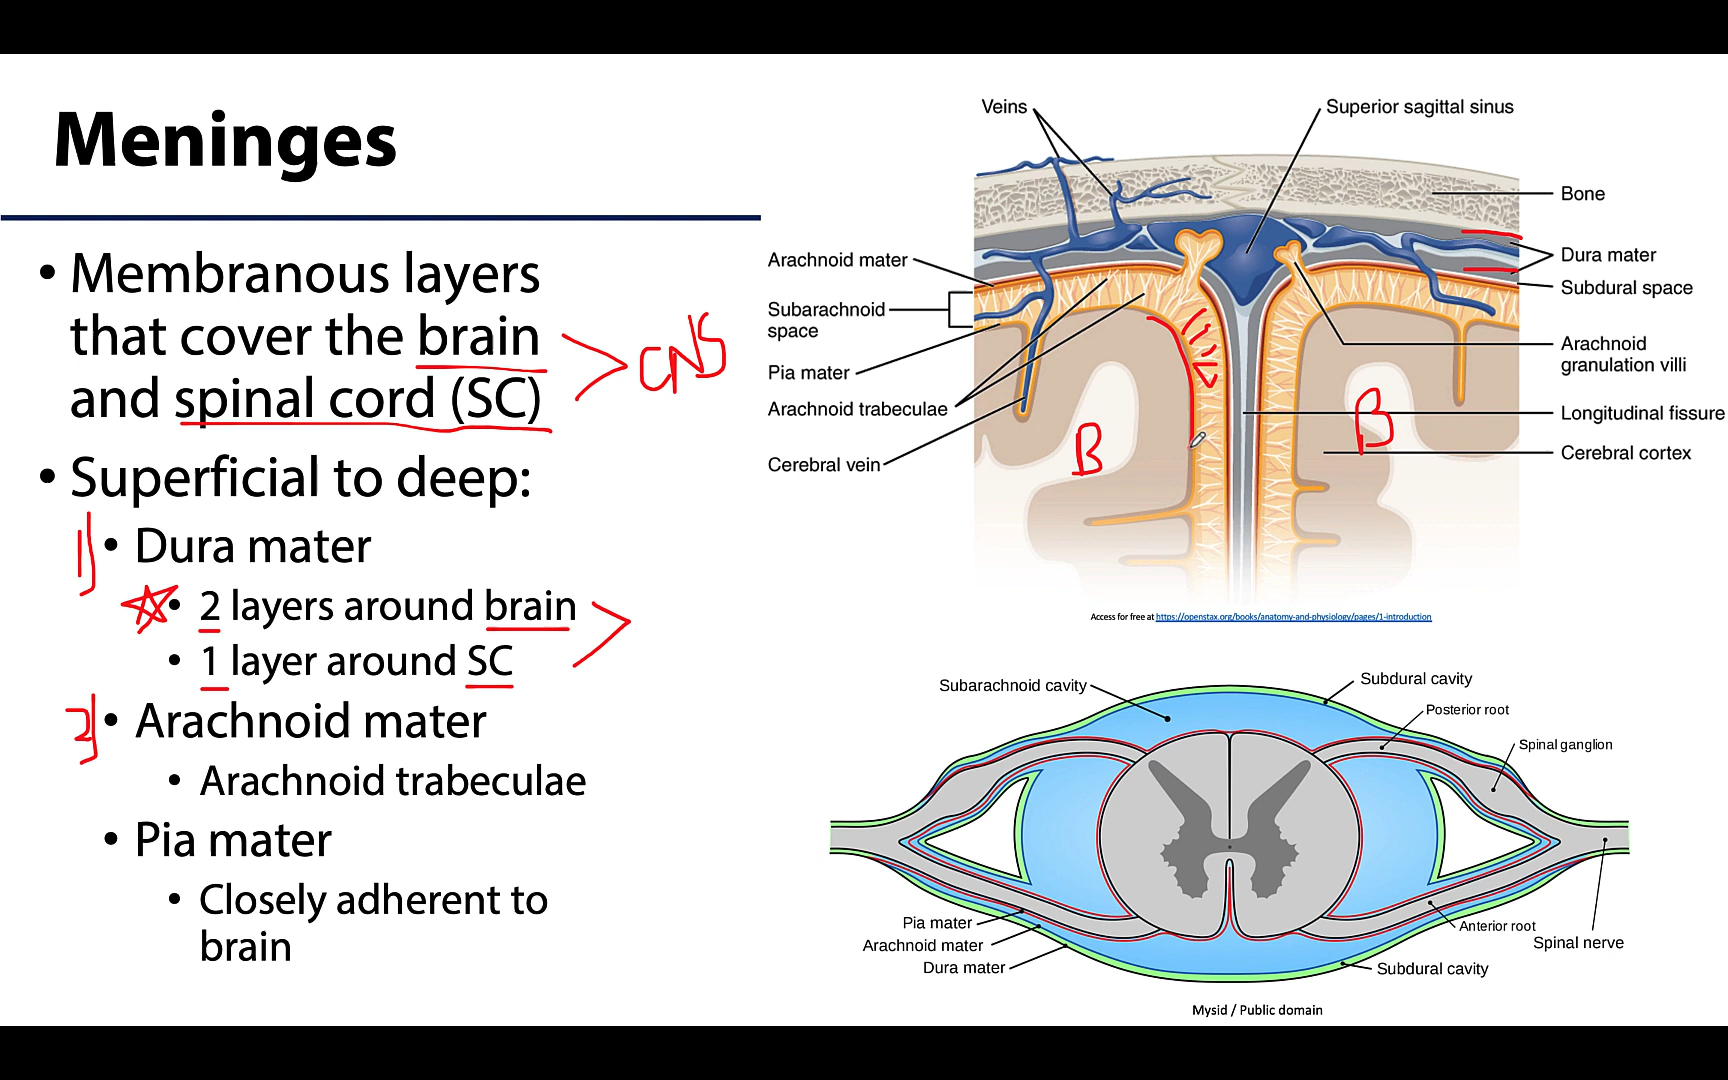 Meninges
• Membranous layers
that cover the brain
and spinal cord (SC)
CNS
• Superficial to deep:
1)
• Dura mater
• 2 layers around brain
• 1 layer around SC
2)
• Arachnoid mater
• Arachnoid trabeculae
• Pia mater
• Closely adherent to
brain
Veins
Superior sagittal sinus
Bone
Arachnoid mater
Dura mater
Subarachnoid
space
Subdural space
Pia mater
Arachnoid
granulation villi
Arachnoid trabeculae
Longitudinal fissure
Cerebral vein
Cerebral cortex
B
B
Access for free at https://openstax.org/books/anatomy-and-physiology/pages/1-introduction
Subarachnoid cavity
Subdural cavity
Posterior root
Spinal ganglion
Pia mater
Arachnoid mater
Dura mater
Anterior root
Spinal nerve
Subdural cavity
Mysid / Public domain